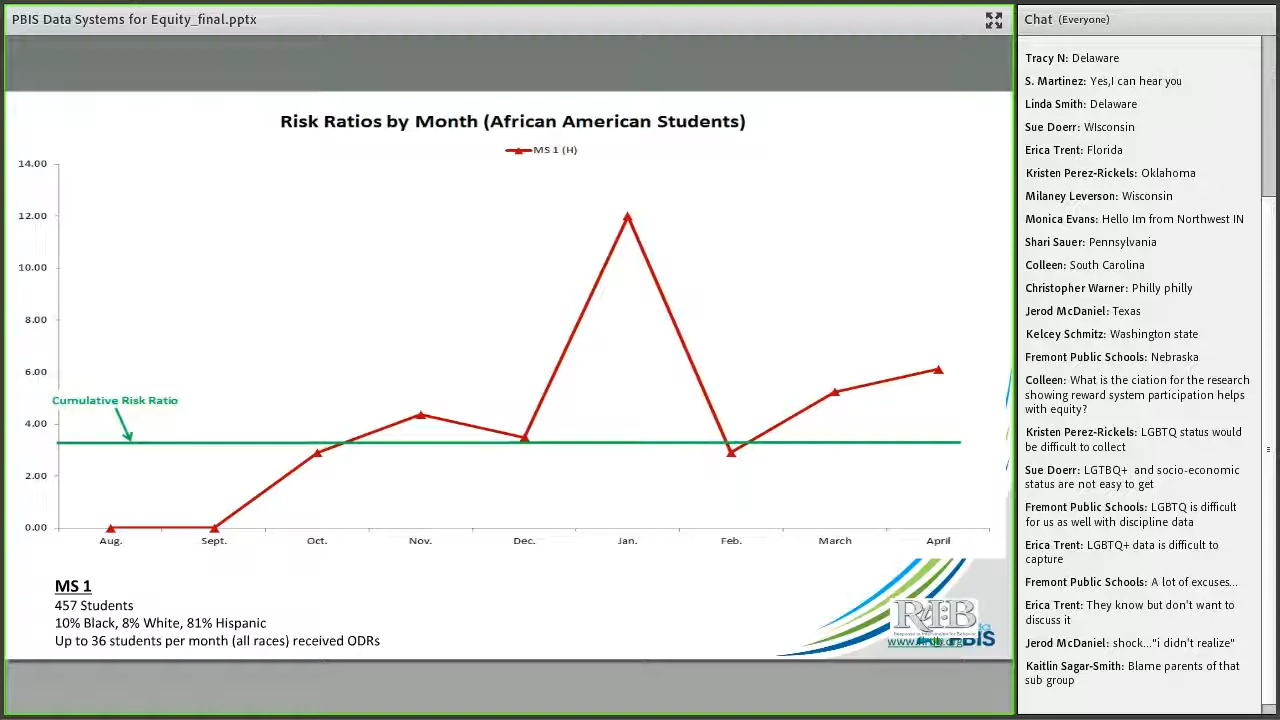 PBIS Data Systems for Equity_final.pptx
Risk Ratios by Month (African American Students)
MS 1 (H)
14.00
12.00
10.00
8.00
6.00
4.00
2.00
0.00
Cumulative Risk Ratio
Aug. Sept. Oct. Nov. Dec. Jan. Feb. March April
MS 1
457 Students
10% Black, 8% White, 81% Hispanic
Up to 36 students per month (all races) received ODRs
PBIS
Chat (Everyone)
Tracy N: Delaware
S. Martinez: Yes,I can hear you
Linda Smith: Delaware
Sue Doerr: WIsconsin
Erica Trent: Florida
Kristen Perez-Rickels: Oklahoma
Milaney Leverson: Wisconsin
Monica Evans: Hello Im from Northwest IN
Shari Sauer: Pennsylvania
Colleen: South Carolina
Christopher Warner: Philly philly
Jerod McDaniel: Texas
Kelcey Schmitz: Washington state
Fremont Public Schools: Nebraska
Colleen: What is the ciation for the research
showing reward system participation helps
with equity?
Kristen Perez-Rickels: LGBTQ status would
be difficult to collect
Sue Doerr: LGTBQ+ and socio-economic
status are not easy to get
Fremont Public Schools: LGBTQ is difficult
for us as well with discipline data
Erica Trent: LGBTQ+ data is difficult to
capture
Fremont Public Schools: A lot of excuses...
Erica Trent: They know but don't want to
discuss it
Jerod McDaniel: shock..."i didn't realize"
Kaitlin Sagar-Smith: Blame parents of that
sub group